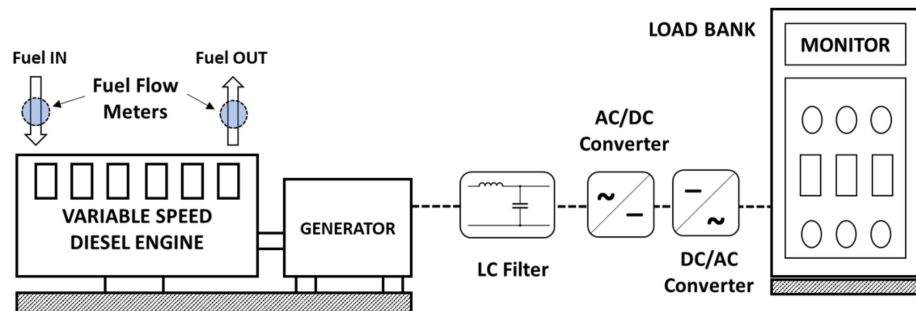 LOAD BANK
MONITOR
Fuel IN
Fuel OUT
Fuel Flow
Meters
AC/DC
Converter
VARIABLE SPEED
DIESEL ENGINE
GENERATOR
LC Filter
DC/AC
Converter